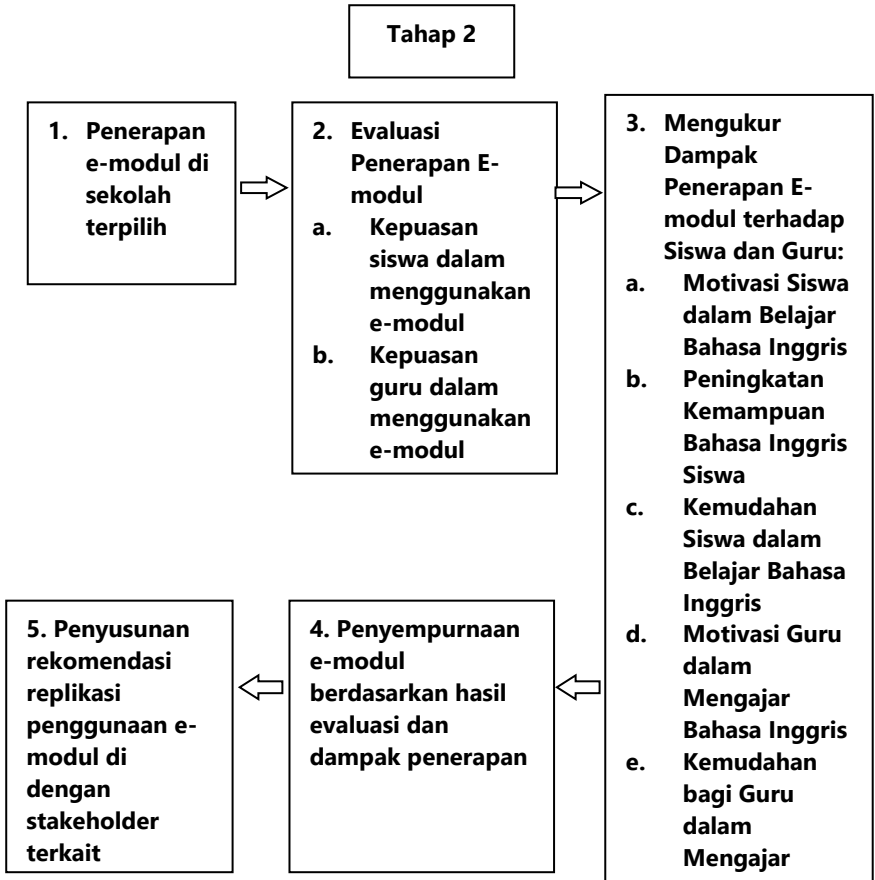 Tahap 2
1. Penerapan
e-modul di
sekolah
terpilih
2. Evaluasi
Penerapan E-
modul
a. Kepuasan
siswa dalam
menggunakan
e-modul
b. Kepuasan
guru dalam
menggunakan
e-modul
3. Mengukur
Dampak
Penerapan E-
modul terhadap
Siswa dan Guru:
a. Motivasi Siswa
dalam Belajar
Bahasa Inggris
b. Peningkatan
Kemampuan
Bahasa Inggris
Siswa
c. Kemudahan
Siswa dalam
Belajar Bahasa
Inggris
d. Motivasi Guru
dalam
Mengajar
Bahasa Inggris
e. Kemudahan
bagi Guru
dalam
Mengajar
4. Penyempurnaan
e-modul
berdasarkan hasil
evaluasi dan
dampak penerapan
5. Penyusunan
rekomendasi
replikasi
penggunaan e-
modul di
dengan
stakeholder
terkait